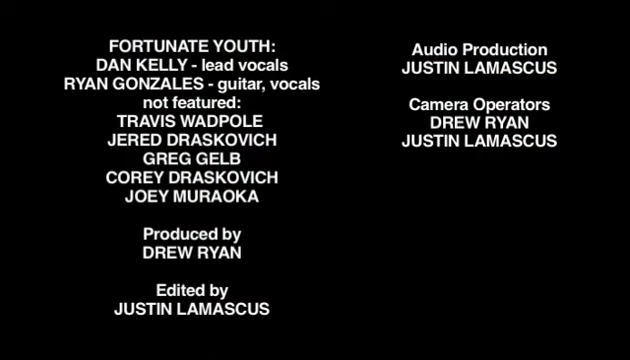 FORTUNATE YOUTH:
DAN KELLY - lead vocals
RYAN GONZALES - guitar, vocals
not featured:
TRAVIS WADPOLE
JERED DRASKOVICH
GREG GELB
COREY DRASKOVICH
JOEY MURAOKA
Produced by
DREW RYAN
Edited by
JUSTIN LAMASCUS
Audio Production
JUSTIN LAMASCUS
Camera Operators
DREW RYAN
JUSTIN LAMASCUS